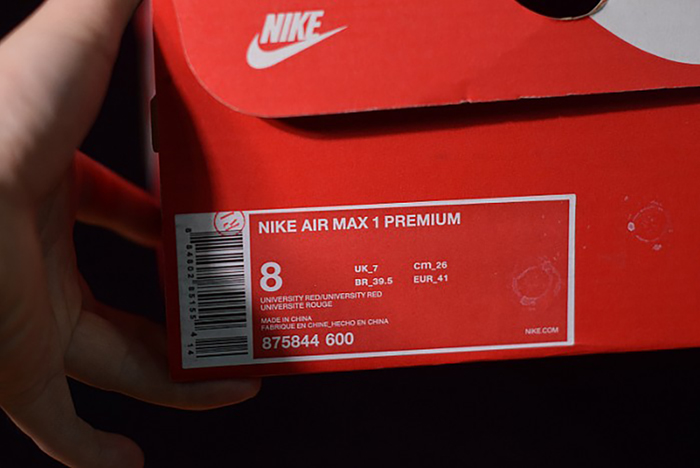 NIKE
NIKE AIR MAX 1 PREMIUM
8
UK_7
CM_26
BR_39.5
EUR_41
UNIVERSITY RED/UNIVERSITY RED
UNIVERSITE ROUGE
MADE IN CHINA
FABRIQUE EN CHINE_HECHO EN CHINA
875844 600
NIKE.COM